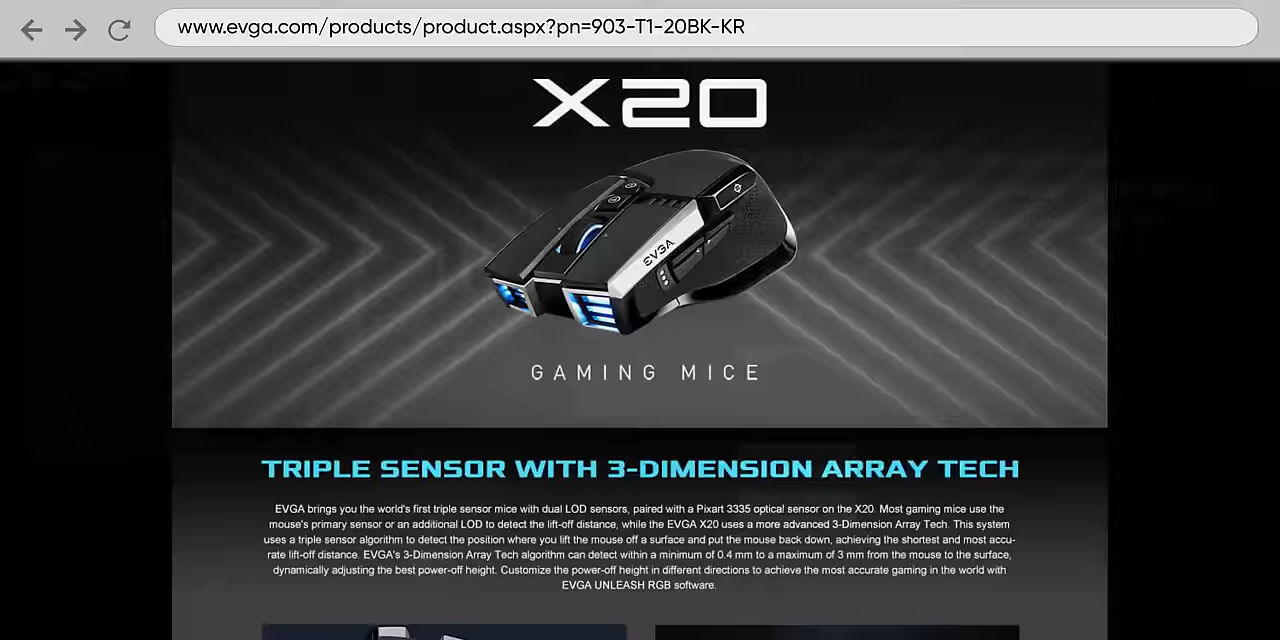 www.evga.com/products/product.aspx?pn=903-T1-20BK-KR
X20
EVGA
GAMING MICE
TRIPLE SENSOR WITH 3-DIMENSION ARRAY TECH
EVGA brings you the world's first triple sensor mice with dual LOD sensors, paired with a Pixart 3335 optical sensor on the X20. Most gaming mice use the
mouse's primary sensor or an additional LOD to detect the lift-off distance, while the EVGA X20 uses a more advanced 3-Dimension Array Tech. This system
uses a triple sensor algorithm to detect the position where you lift the mouse off a surface and put the mouse back down, achieving the shortest and most accu-
rate lift-off distance. EVGA's 3-Dimension Array Tech algorithm can detect within a minimum of 0.4 mm to a maximum of 3 mm from the mouse to the surface,
dynamically adjusting the best power-off height. Customize the power-off height in different directions to achieve the most accurate gaming in the world with
EVGA UNLEASH RGB software.